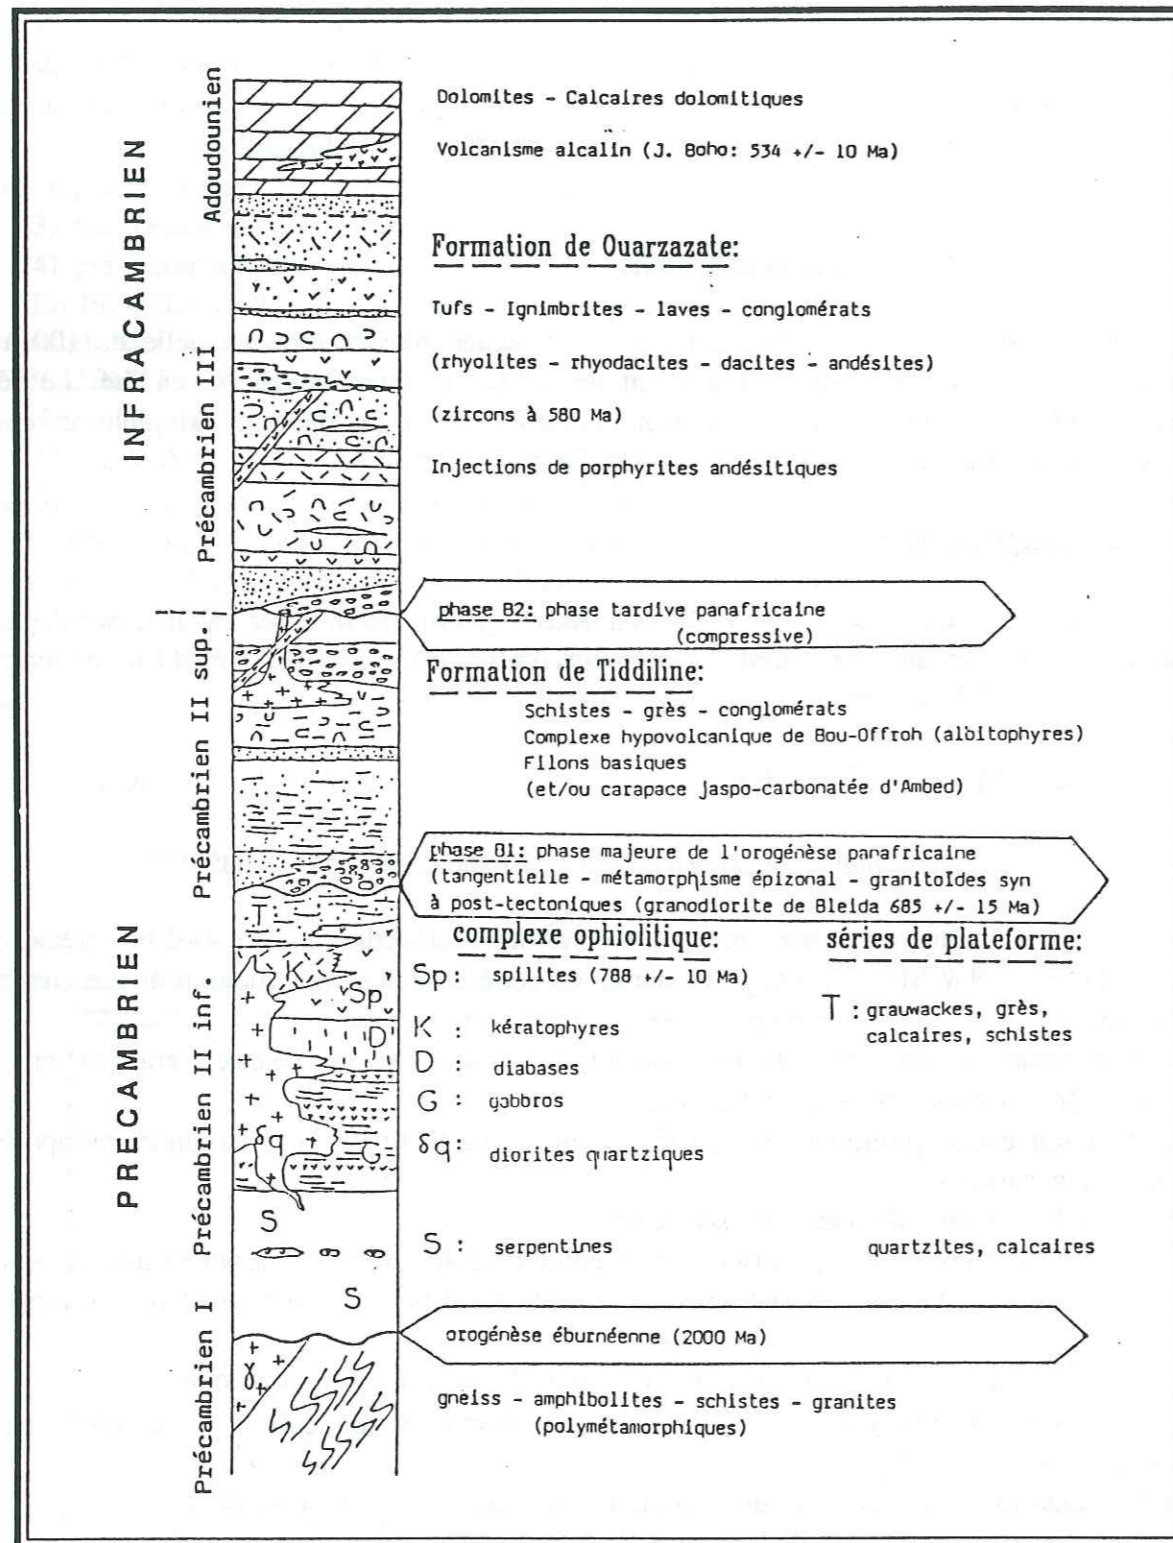 INFRACAMBRIEN
PRECAMBRIEN
Adoudounien
Précambrien III
Précambrien II sup.
Précambrien II inf.
Précambrien I
Dolomites - Calcaires dolomitiques
Volcanisme alcalin (J. Boho: 534 +/- 10 Ma)
Formation de Ouarzazate:
Tufs - Ignimbrites - laves - conglomérats
(rhyolites - rhyodacites - dacites - andésites)
(zircons à 580 Ma)
Injections de porphyrites andésitiques
phase B2: phase tardive panafricaine
(compressive)
Formation de Tiddiline:
Schistes - grès - conglomérats
Complexe hypovolcanique de Bou-Offroh (albitophyres)
Filons basiques
(et/ou carapace jaspo-carbonatée d'Ambed)
phase B1: phase majeure de l'orogénèse panafricaine
(tangentielle - métamorphisme épizonal - granitoïdes syn
à post-tectoniques (granodiorite de Bleida 685 +/- 15 Ma)
complexe ophiolitique: séries de plateforme:
Sp: spilites (788 +/- 10 Ma)
T : grauwackes, grès,
calcaires, schistes
K : kératophyres
D : diabases
G : gabbros
δq : diorites quartziques
S : serpentines quartzites, calcaires
orogénèse éburnéenne (2000 Ma)
gneiss - amphibolites - schistes - granites
(polymétamorphiques)
T
K
Sp
D
δq
G
S
S
γ